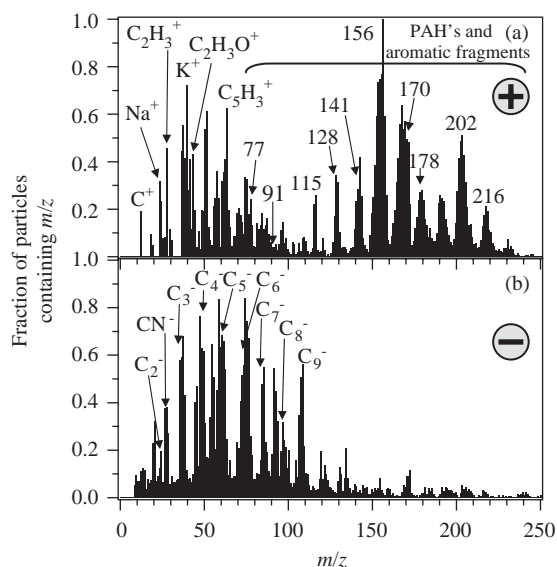 PAH's and
aromatic fragments
(a)
C₂H₃⁺
K⁺
C₂H₃O⁺
C₅H₃⁺
Na⁺
C⁺
77
91
115
128
141
156
170
178
202
216
+
1.0
0.8
0.6
0.4
0.2
1.0
Fraction of particles
containing m/z
(b)
C₂⁻
CN⁻
C₃⁻
C₄⁻
C₅⁻
C₆⁻
C₇⁻
C₈⁻
C₉⁻
−
0.8
0.6
0.4
0.2
0.0
0 50 100 150 200 250
m/z